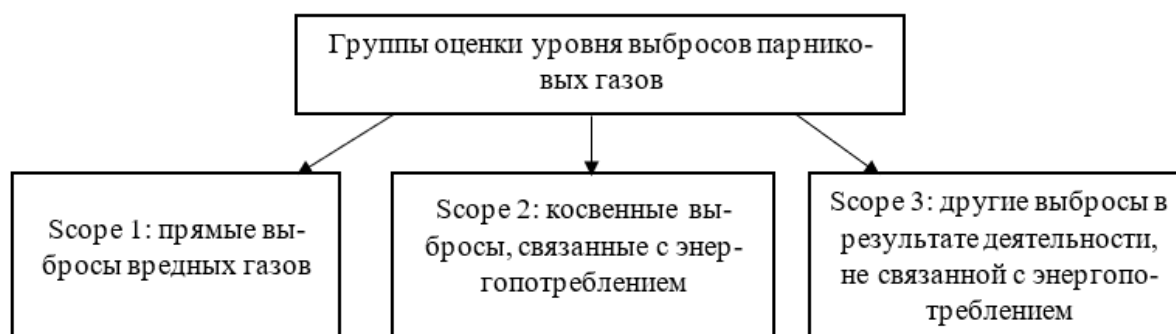 Группы оценки уровня выбросов парнико-
вых газов
Scope 1: прямые вы-
бросы вредных газов
Scope 2: косвенные вы-
бросы, связанные с энер-
гопотреблением
Scope 3: другие выбросы в
результате деятельности,
не связанной с энергопо-
треблением